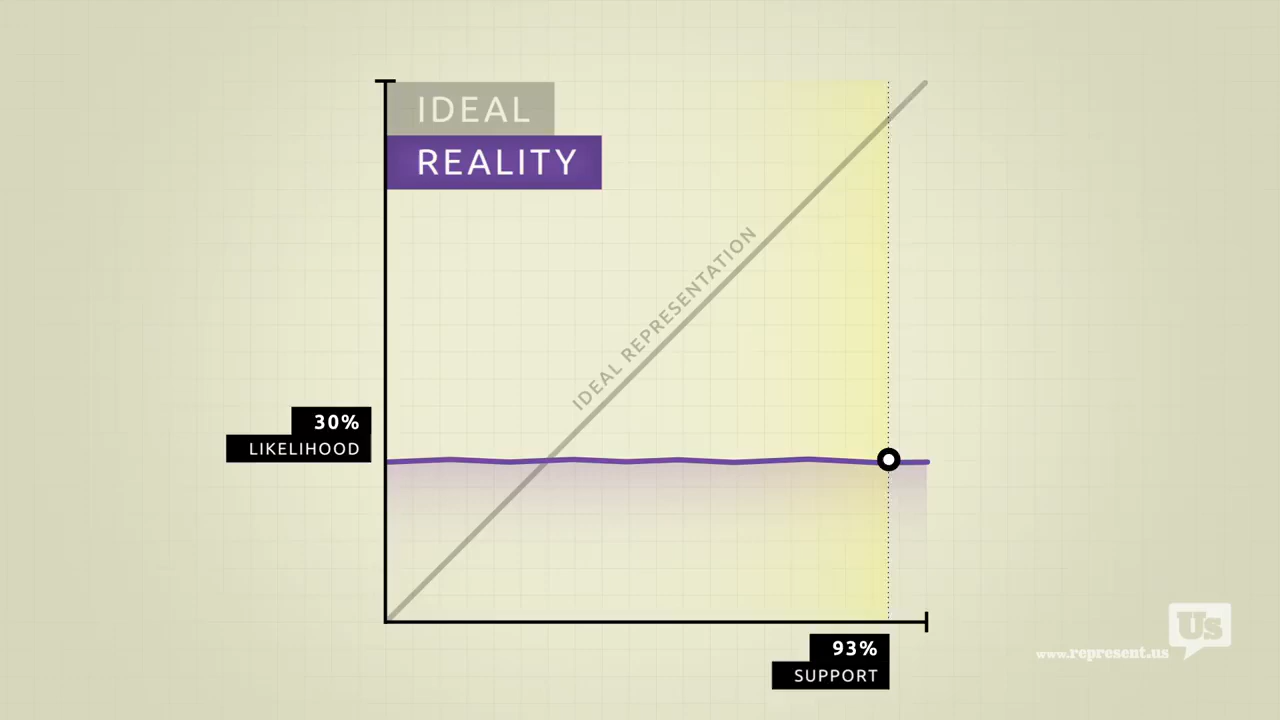 IDEAL
REALITY
IDEAL REPRESENTATION
30%
LIKELIHOOD
93%
SUPPORT
Us
www.represent.us